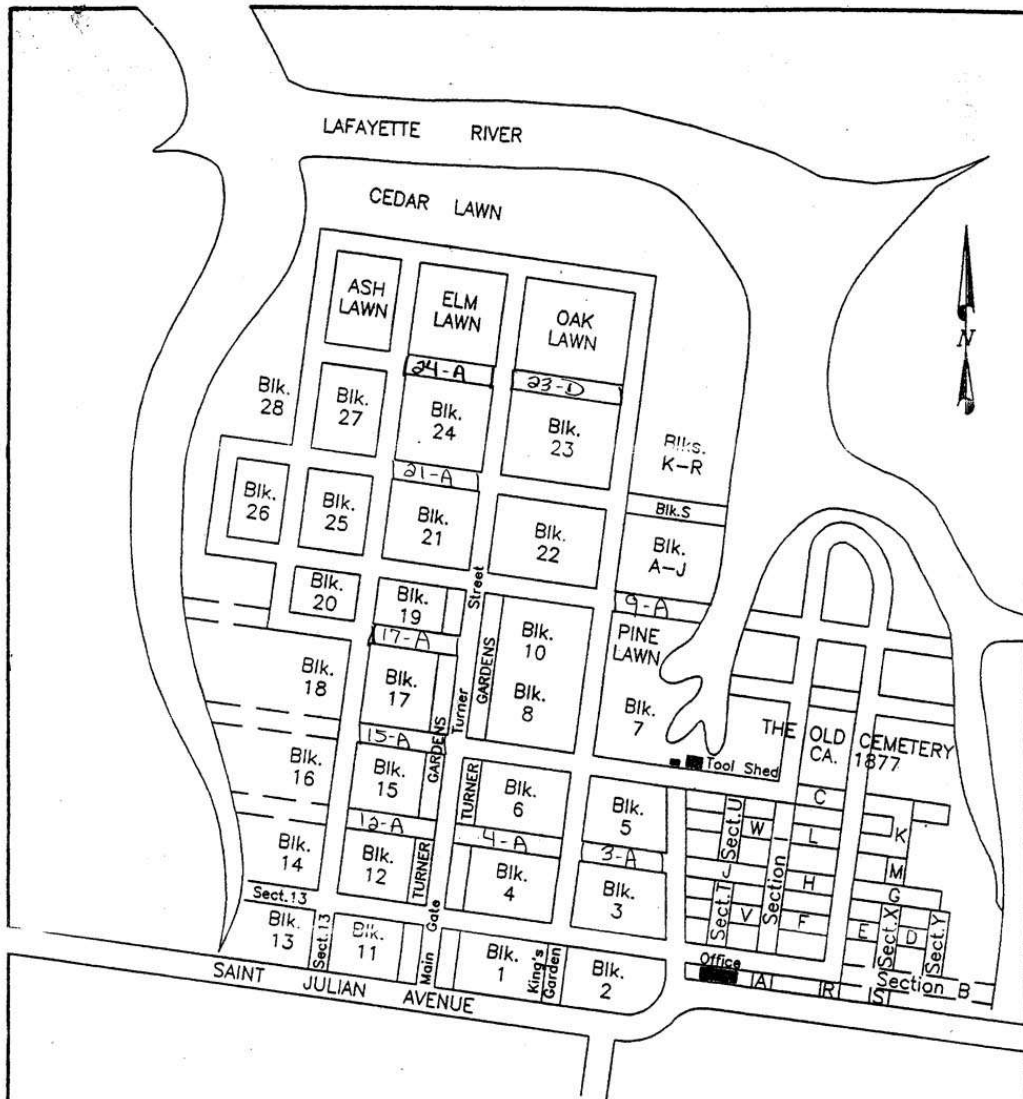 LAFAYETTE RIVER
CEDAR LAWN
ASH
LAWN
ELM
LAWN
OAK
LAWN
N
24-A
23-D
Blk.
28
Blk.
27
Blk.
24
Blk.
23
Blks.
K-R
21-A
Blk.
26
Blk.
25
Blk.
21
Blk.
22
Blk.S
Blk.
A-J
Street
Blk.
20
Blk.
19
9-A
17-A
GARDENS
Blk.
10
PINE
LAWN
Blk.
18
Blk.
17
GARDENS
Turner
Blk.
8
Blk.
7
THE OLD CEMETERY
CA. 1877
15-A
Tool Shed
Blk.
16
Blk.
15
TURNER
Blk.
6
Blk.
5
Sect.U
W
C
L
K
12-A
4-A
3-A
Blk.
14
Blk.
12
TURNER
Blk.
4
Blk.
3
J
Sect.T
V
Section I
H
F
M
G
E
Sect.X
D
Sect.Y
Sect.13
Blk.
13
Sect.13
Blk.
11
Main Gate
Blk.
1
King's
Garden
Blk.
2
Office
A
R
S
Section B
SAINT JULIAN AVENUE